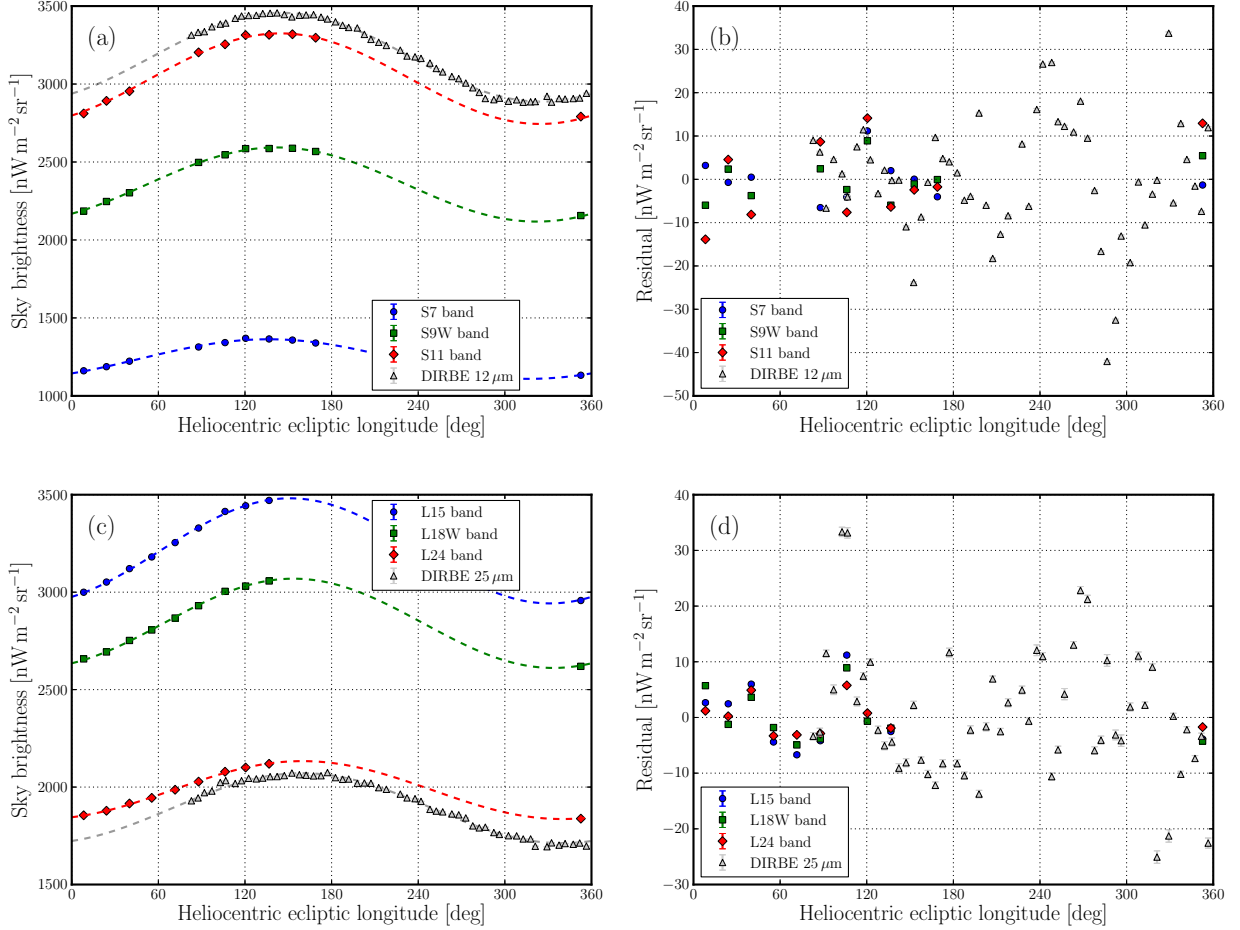 (a)
Sky brightness [nW m⁻² sr⁻¹]
3500
3000
2500
2000
1500
1000
S7 band
S9W band
S11 band
DIRBE 12 μm
0 60 120 180 240 300 360
Heliocentric ecliptic longitude [deg]
(b)
Residual [nW m⁻² sr⁻¹]
40
30
20
10
0
−10
−20
−30
−40
−50
S7 band
S9W band
S11 band
DIRBE 12 μm
0 60 120 180 240 300 360
Heliocentric ecliptic longitude [deg]
(c)
Sky brightness [nW m⁻² sr⁻¹]
3500
3000
2500
2000
1500
L15 band
L18W band
L24 band
DIRBE 25 μm
0 60 120 180 240 300 360
Heliocentric ecliptic longitude [deg]
(d)
Residual [nW m⁻² sr⁻¹]
40
30
20
10
0
−10
−20
−30
L15 band
L18W band
L24 band
DIRBE 25 μm
0 60 120 180 240 300 360
Heliocentric ecliptic longitude [deg]